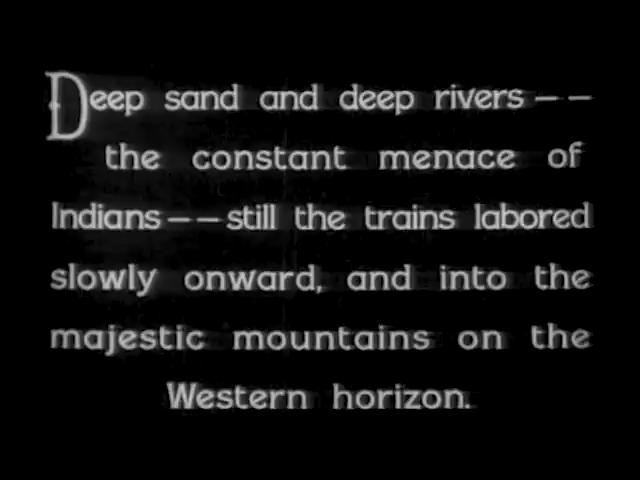 Deep sand and deep rivers——
the constant menace of
Indians——still the trains labored
slowly onward, and into the
majestic mountains on the
Western horizon.